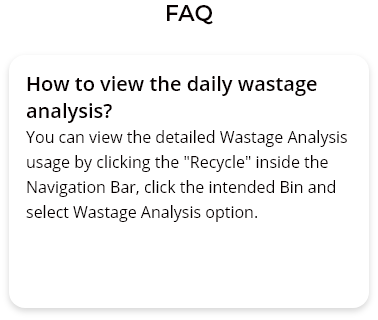 FAQ
How to view the daily wastage
analysis?
You can view the detailed Wastage Analysis
usage by clicking the "Recycle" inside the
Navigation Bar, click the intended Bin and
select Wastage Analysis option.